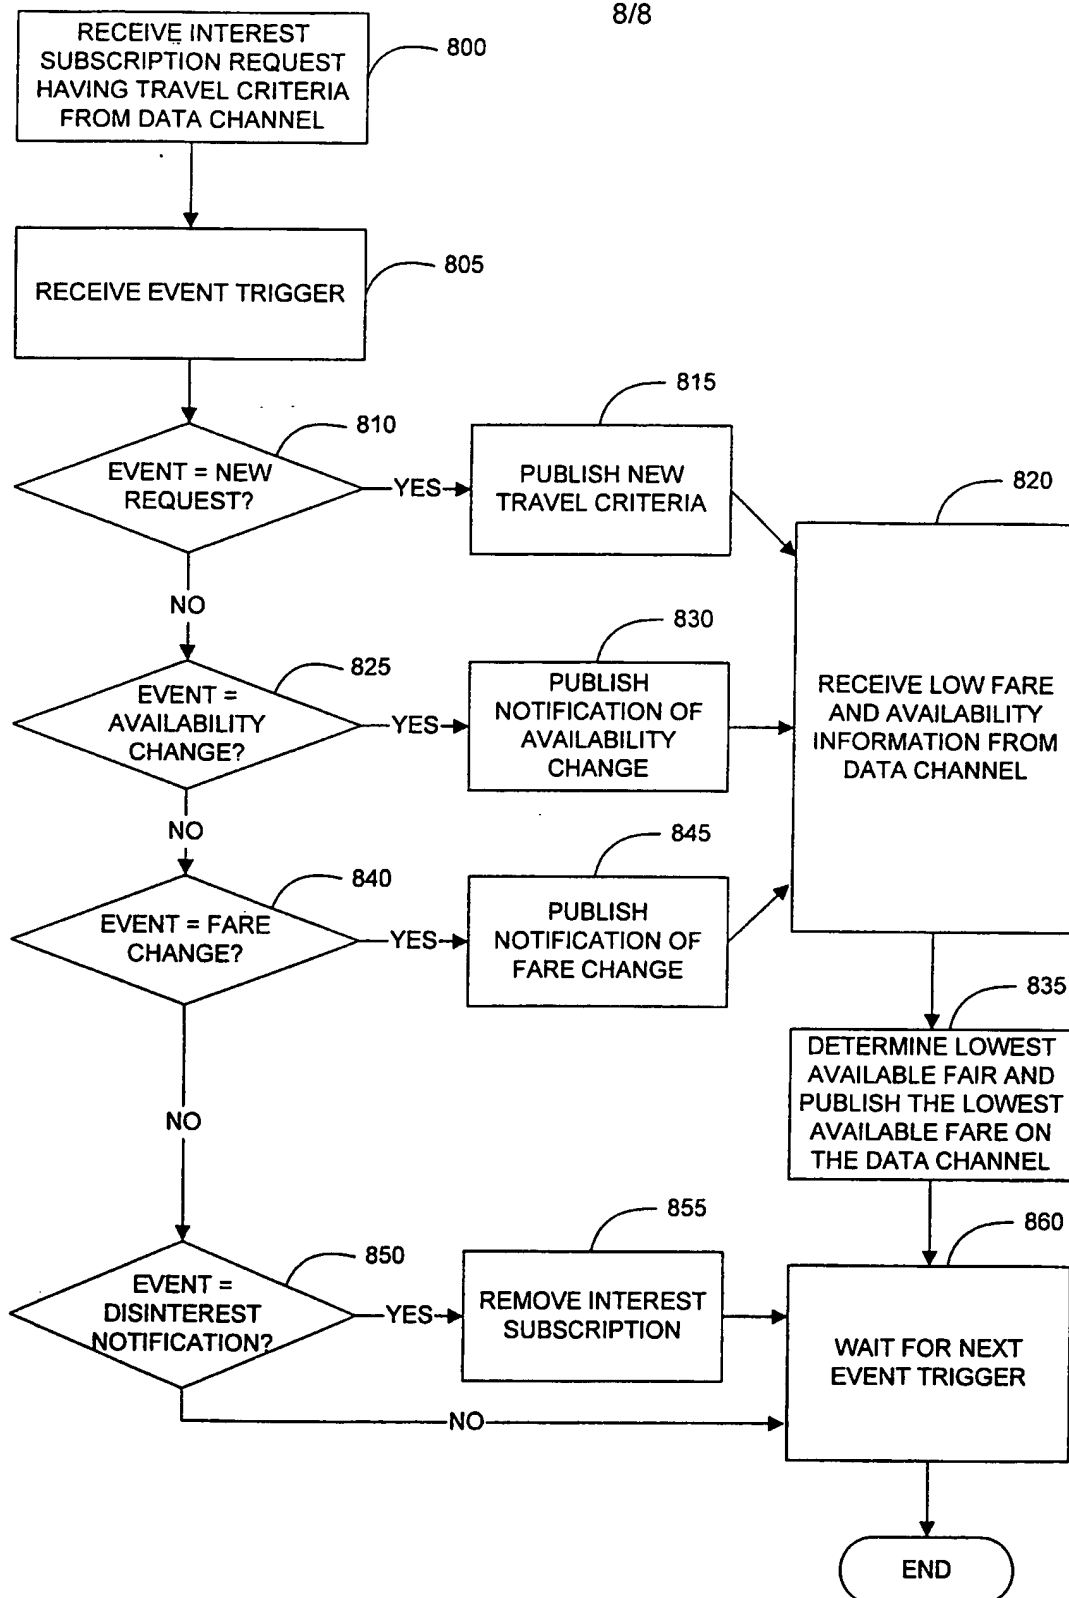 8/8
RECEIVE INTEREST
SUBSCRIPTION REQUEST
HAVING TRAVEL CRITERIA
FROM DATA CHANNEL
800
RECEIVE EVENT TRIGGER
805
EVENT = NEW
REQUEST?
810
YES
PUBLISH NEW
TRAVEL CRITERIA
815
820
RECEIVE LOW FARE
AND AVAILABILITY
INFORMATION FROM
DATA CHANNEL
NO
EVENT =
AVAILABILITY
CHANGE?
825
YES
PUBLISH
NOTIFICATION OF
AVAILABILITY
CHANGE
830
NO
EVENT = FARE
CHANGE?
840
YES
PUBLISH
NOTIFICATION OF
FARE CHANGE
845
835
DETERMINE LOWEST
AVAILABLE FAIR AND
PUBLISH THE LOWEST
AVAILABLE FARE ON
THE DATA CHANNEL
NO
EVENT =
DISINTEREST
NOTIFICATION?
850
YES
REMOVE INTEREST
SUBSCRIPTION
855
860
WAIT FOR NEXT
EVENT TRIGGER
NO
END